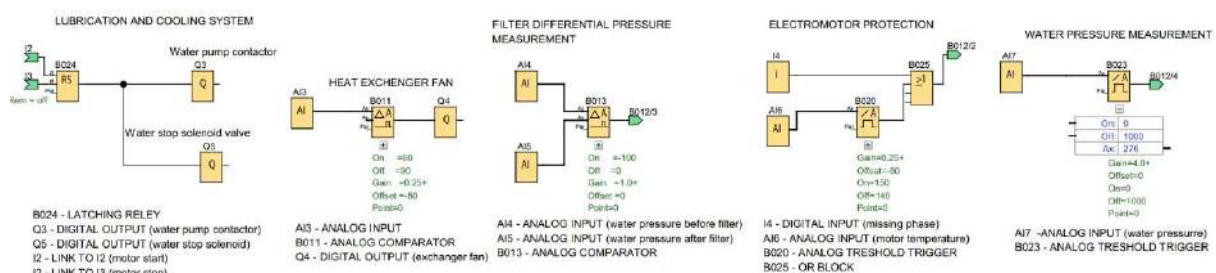 LUBRICATION AND COOLING SYSTEM
I2
B024
Water pump contactor
Q3
I3
RS
Q
Rem = off
Par
Water stop solenoid valve
Q5
Q
B024 - LATCHING RELEY
Q3 - DIGITAL OUTPUT (water pump contactor)
Q5 - DIGITAL OUTPUT (water stop solenoid)
I2 - LINK TO I2 (motor start)
HEAT EXCHENGER FAN
AI3
B011
Q4
AI
Q
On =60
Off =90
Gain =0.25+
Offset =-50
Point=0
AI3 - ANALOG INPUT
B011 - ANALOG COMPARATOR
Q4 - DIGITAL OUTPUT (exchanger fan)
FILTER DIFFERENTIAL PRESSURE
MEASUREMENT
AI4
AI
B013
B012/3
AI5
AI
On =-100
Off =0
Gain =1.0+
Offset =0
Point=0
AI4 - ANALOG INPUT (water pressure before filter)
AI5 - ANALOG INPUT (water pressure after filter)
B013 - ANALOG COMPARATOR
ELECTROMOTOR PROTECTION
B012/2
I4
I
B025
≥1
AI6
AI
B020
Gain=0.25+
Offset=-50
On=150
Off=140
Point=0
I4 - DIGITAL INPUT (missing phase)
AI6 - ANALOG INPUT (motor temperature)
B020 - ANALOG TRESHOLD TRIGGER
B025 - OR BLOCK
WATER PRESSURE MEASUREMENT
AI7
AI
B023
B012/4
On: 0
Off: 1000
Ax: 276
Gain=4.0+
Offset=0
On=0
Off=1000
Point=0
AI7 -ANALOG INPUT (water pressurre)
B023 - ANALOG TRESHOLD TRIGGER